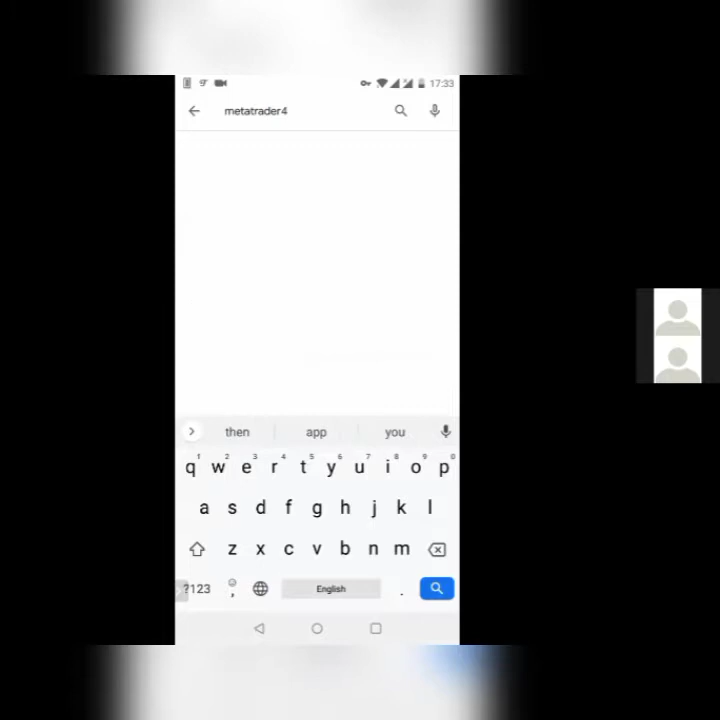 17:33
metatrader4
then app you
1 2 3 4 5 6 7 8 9 0
q w e r t y u i o p
a s d f g h j k l
z x c v b n m
?123 , English .